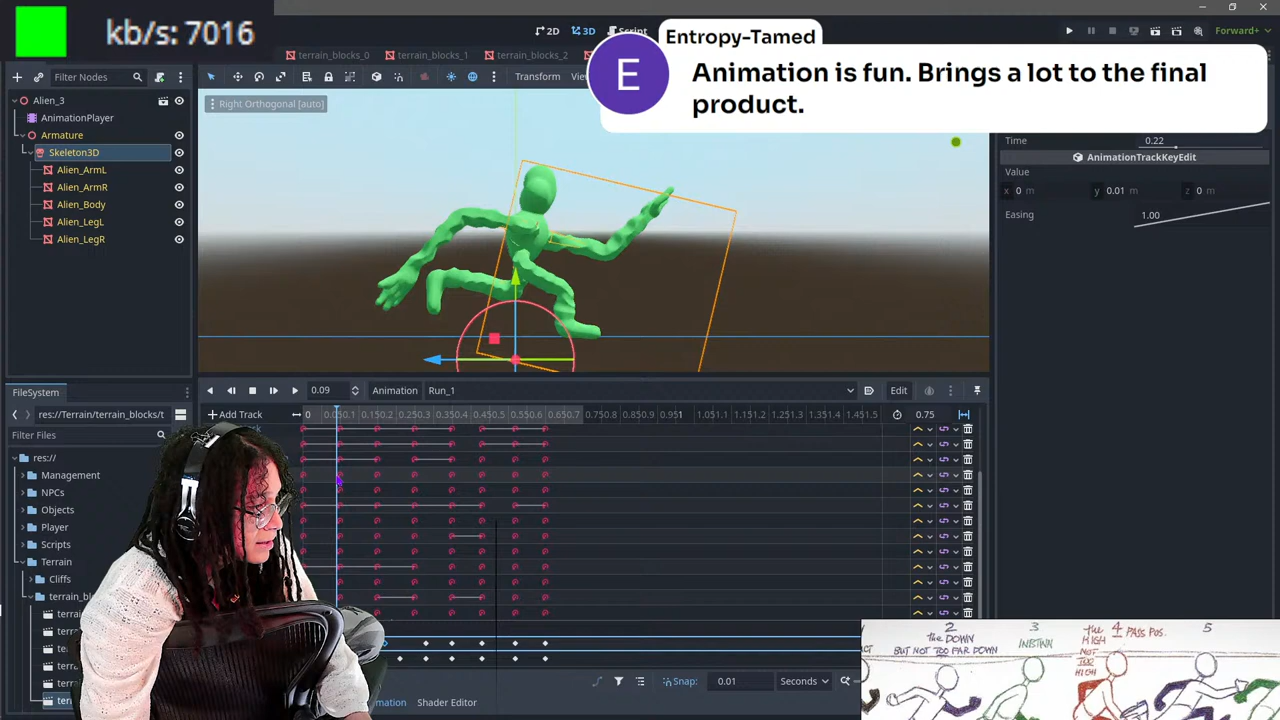 kb/s: 7016
Entropy-Tamed
E
Animation is fun. Brings a lot to the final
product.
2D
3D
Script
Forward+
terrain_blocks_0
terrain_blocks_1
terrain_blocks_2
Filter Nodes
Transform
Right Orthogonal [auto]
Alien_3
AnimationPlayer
Armature
Skeleton3D
Alien_ArmL
Alien_ArmR
Alien_Body
Alien_LegL
Alien_LegR
Time
0.22
AnimationTrackKeyEdit
Value
x 0 m
y 0.01 m
z 0 m
Easing
1.00
FileSystem
0.09
Animation
Run_1
Edit
res://Terrain/terrain_blocks/t
Add Track
0.75
Filter Files
res://
Management
NPCs
Objects
Player
Scripts
Terrain
Cliffs
Snap:
0.01
Seconds
Shader Editor
2
the DOWN
BUT NOT TOO FAR DOWN
3
the
HIGH
NOT
TOO
HIGH
4
PASS POS.
5